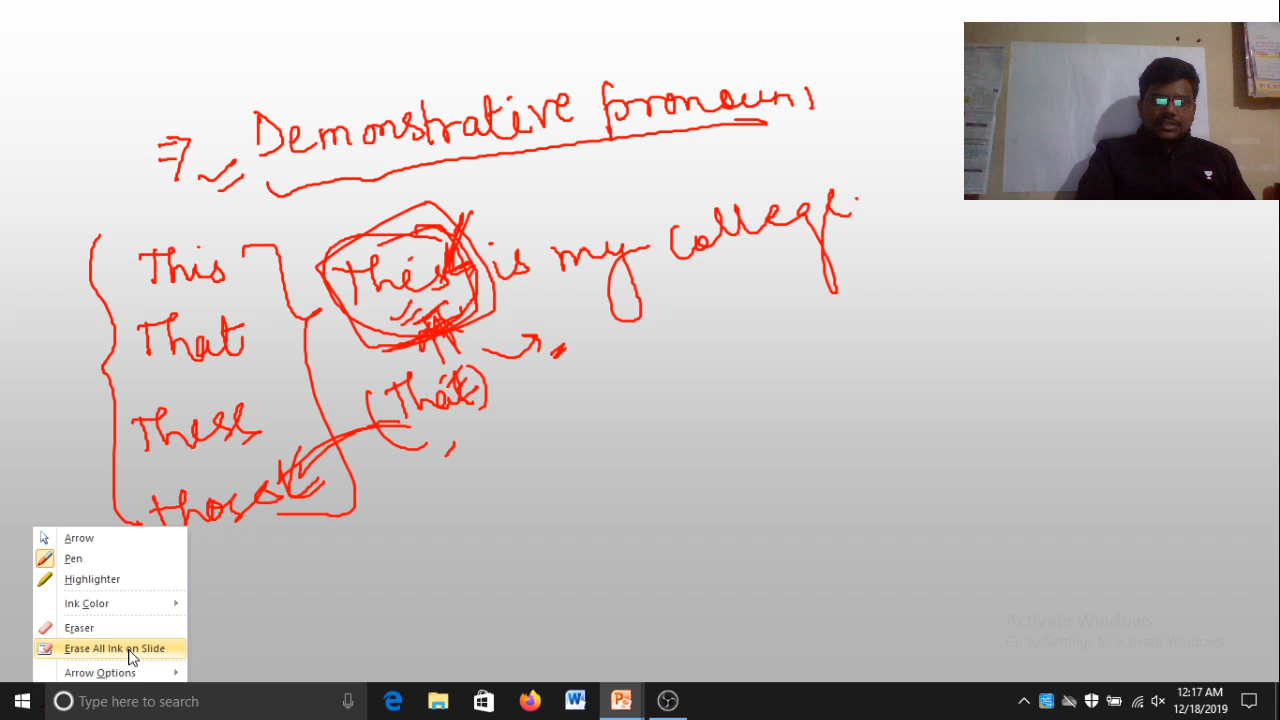 ⇒ Demonstrative pronouns
This This is my college.
That
(That)
These
those
Arrow
Pen
Highlighter
Ink Color
Eraser
Erase All Ink on Slide
Arrow Options
Activate Windows
Go to Settings to activate Windows.
Type here to search
12:17 AM
12/18/2019